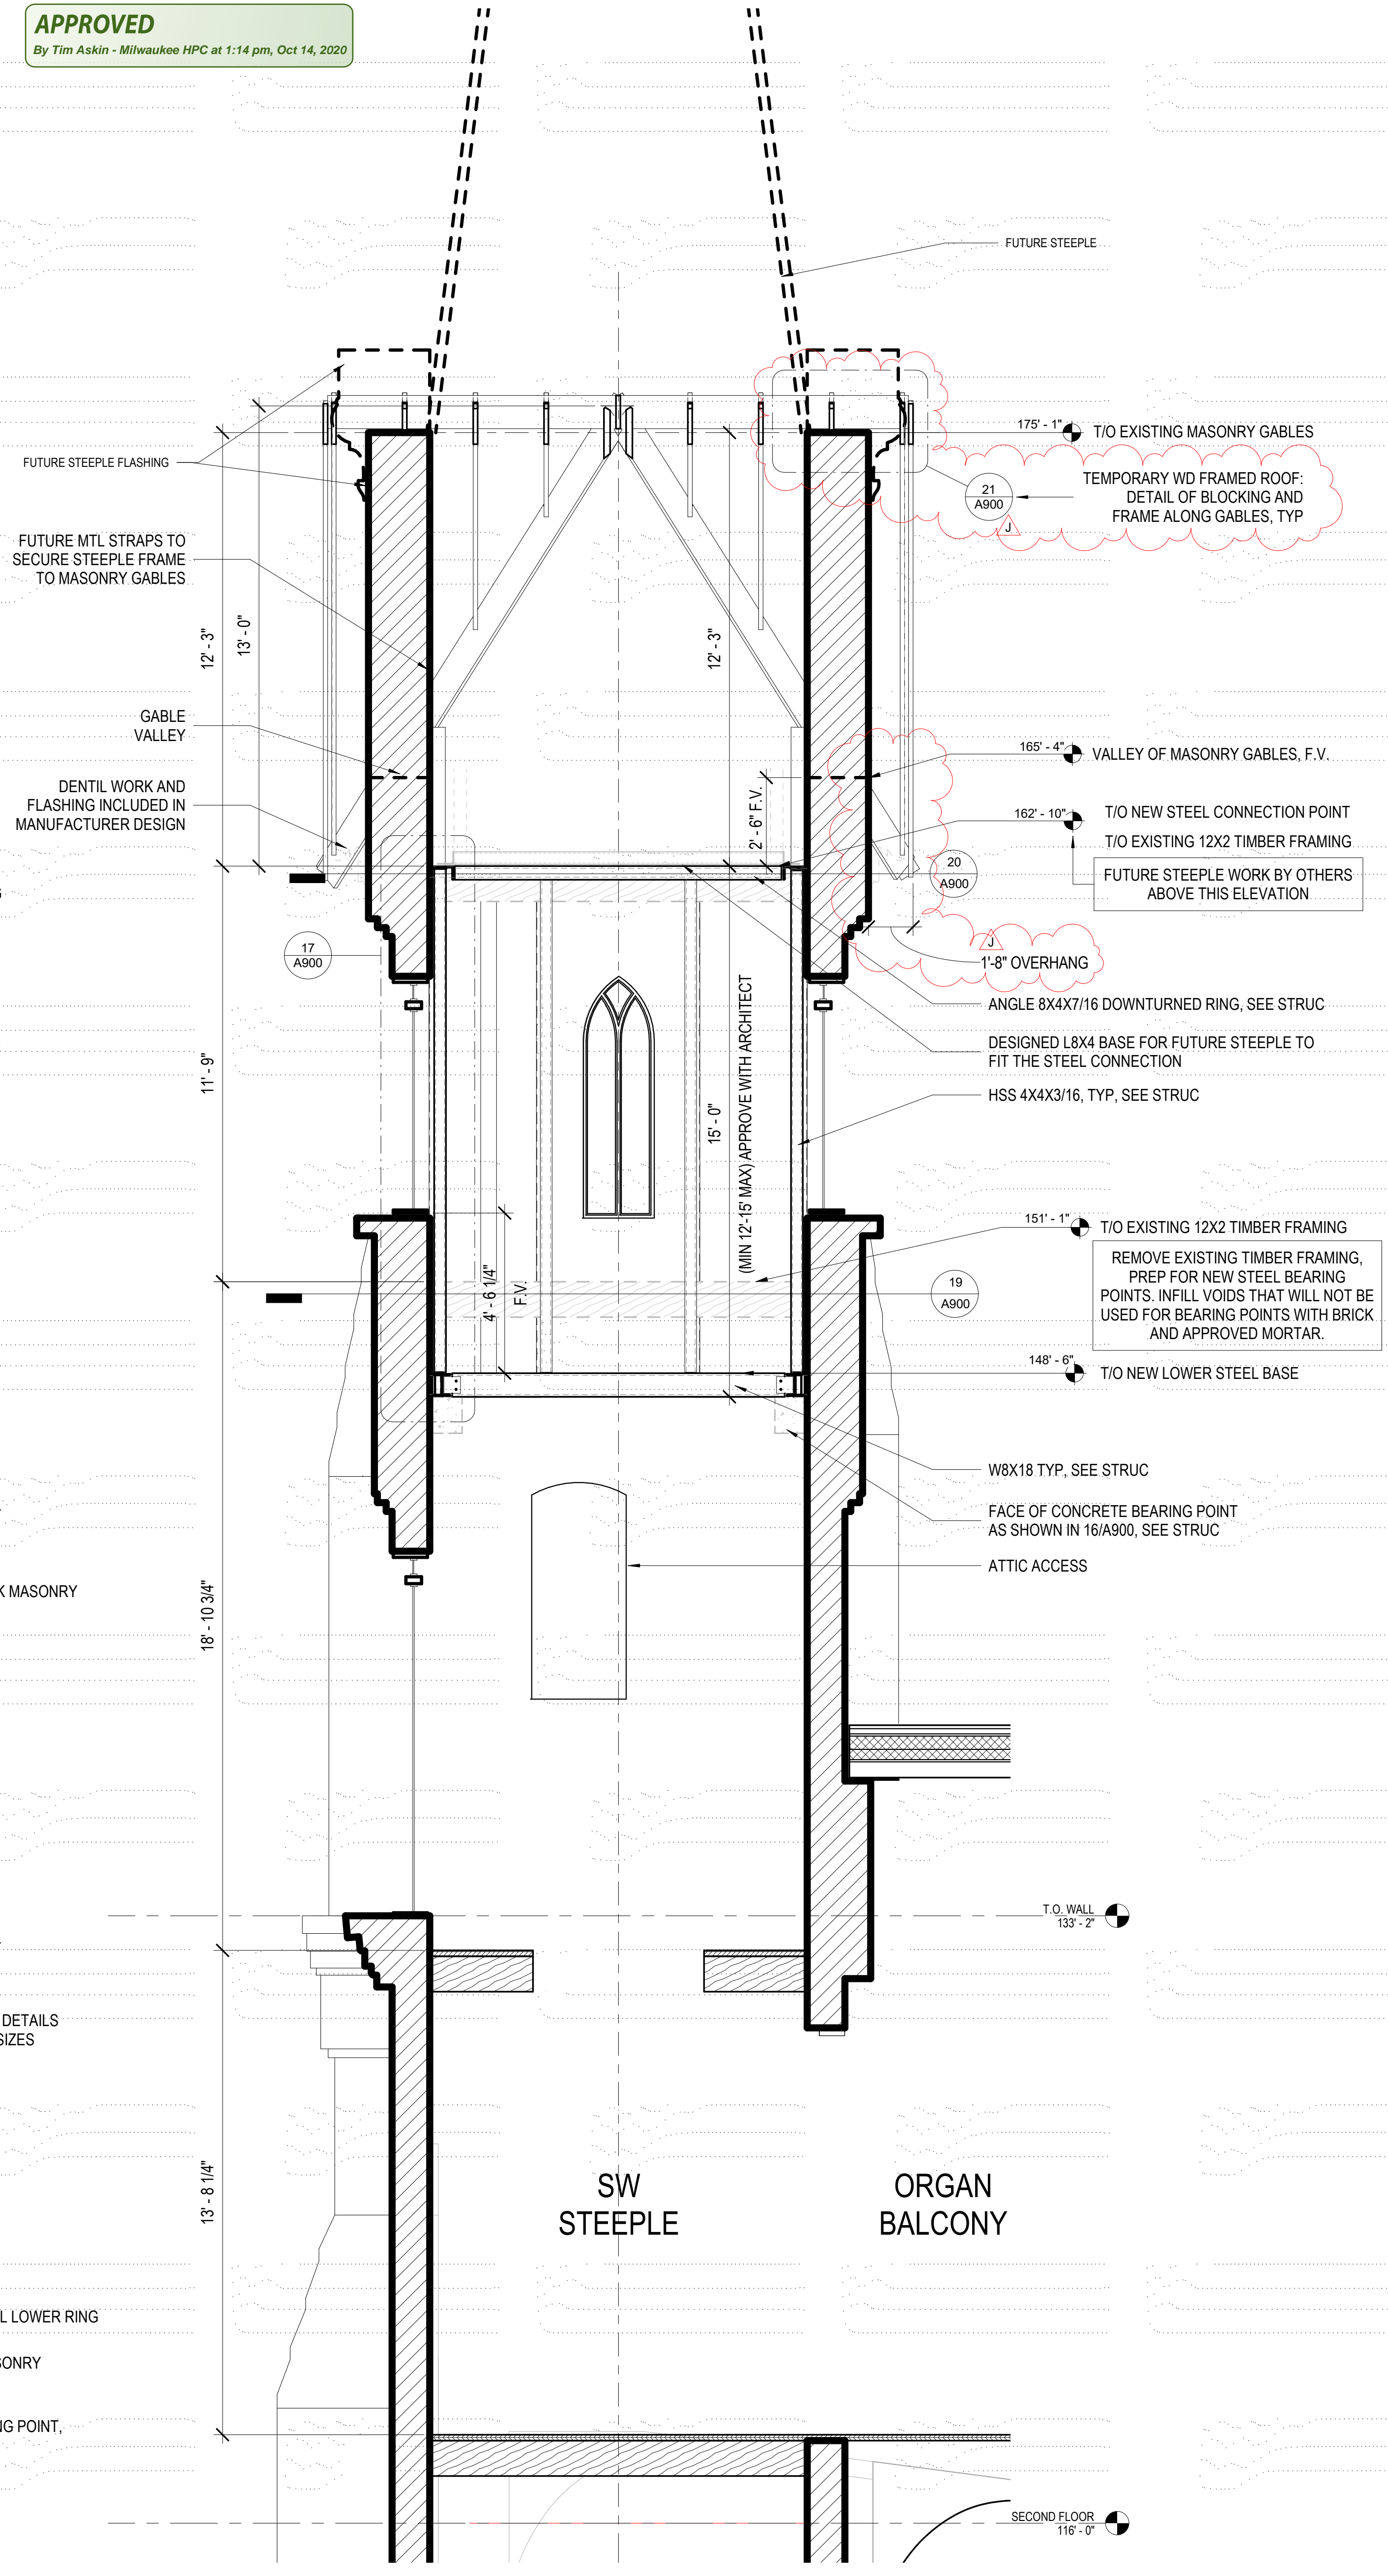 APPROVED
By Tim Askin - Milwaukee HPC at 1:14 pm, Oct 14, 2020
FUTURE STEEPLE
175' - 1"
T/O EXISTING MASONRY GABLES
FUTURE STEEPLE FLASHING
21
A900
TEMPORARY WD FRAMED ROOF:
DETAIL OF BLOCKING AND
FRAME ALONG GABLES, TYP
J
FUTURE MTL STRAPS TO
SECURE STEEPLE FRAME
TO MASONRY GABLES
12' - 3"
13' - 0"
12' - 3"
GABLE
VALLEY
165' - 4"
VALLEY OF MASONRY GABLES, F.V.
DENTIL WORK AND
FLASHING INCLUDED IN
MANUFACTURER DESIGN
2' - 6" F.V.
162' - 10"
T/O NEW STEEL CONNECTION POINT
T/O EXISTING 12X2 TIMBER FRAMING
20
A900
FUTURE STEEPLE WORK BY OTHERS
ABOVE THIS ELEVATION
17
A900
J
1'-8" OVERHANG
ANGLE 8X4X7/16 DOWNTURNED RING, SEE STRUC
DESIGNED L8X4 BASE FOR FUTURE STEEPLE TO
FIT THE STEEL CONNECTION
11' - 9"
HSS 4X4X3/16, TYP, SEE STRUC
15' - 0"
(MIN 12'-15' MAX) APPROVE WITH ARCHITECT
151' - 1"
T/O EXISTING 12X2 TIMBER FRAMING
4' - 6 1/4"
F.V.
19
A900
REMOVE EXISTING TIMBER FRAMING,
PREP FOR NEW STEEL BEARING
POINTS. INFILL VOIDS THAT WILL NOT BE
USED FOR BEARING POINTS WITH BRICK
AND APPROVED MORTAR.
148' - 6"
T/O NEW LOWER STEEL BASE
W8X18 TYP, SEE STRUC
FACE OF CONCRETE BEARING POINT
AS SHOWN IN 16/A900, SEE STRUC
ATTIC ACCESS
K MASONRY
18' - 10 3/4"
T.O. WALL
133' - 2"
DETAILS
SIZES
13' - 8 1/4"
SW
STEEPLE
ORGAN
BALCONY
L LOWER RING
SONRY
NG POINT,
SECOND FLOOR
116' - 0"